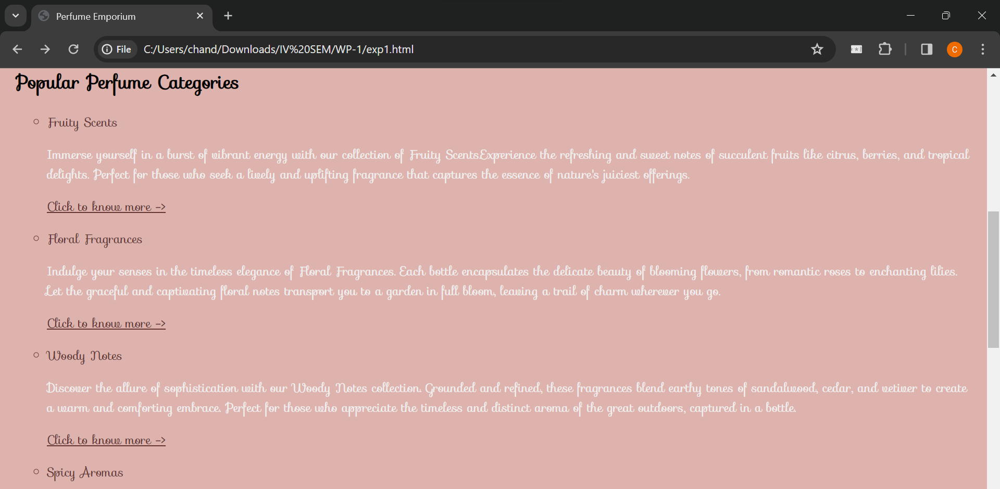 Perfume Emporium
File C:/Users/chand/Downloads/IV%20SEM/WP-1/exp1.html
C
Popular Perfume Categories
Fruity Scents
Immerse yourself in a burst of vibrant energy with our collection of Fruity ScentsExperience the refreshing and sweet notes of succulent fruits like citrus, berries, and tropical
delights. Perfect for those who seek a lively and uplifting fragrance that captures the essence of nature's juiciest offerings.
Click to know more ->
Floral Fragrances
Indulge your senses in the timeless elegance of Floral Fragrances. Each bottle encapsulates the delicate beauty of blooming flowers, from romantic roses to enchanting lilies.
Let the graceful and captivating floral notes transport you to a garden in full bloom, leaving a trail of charm wherever you go.
Click to know more ->
Woody Notes
Discover the allure of sophistication with our Woody Notes collection. Grounded and refined, these fragrances blend earthy tones of sandalwood, cedar, and vetiver to create
a warm and comforting embrace. Perfect for those who appreciate the timeless and distinct aroma of the great outdoors, captured in a bottle.
Click to know more ->
Spicy Aromas